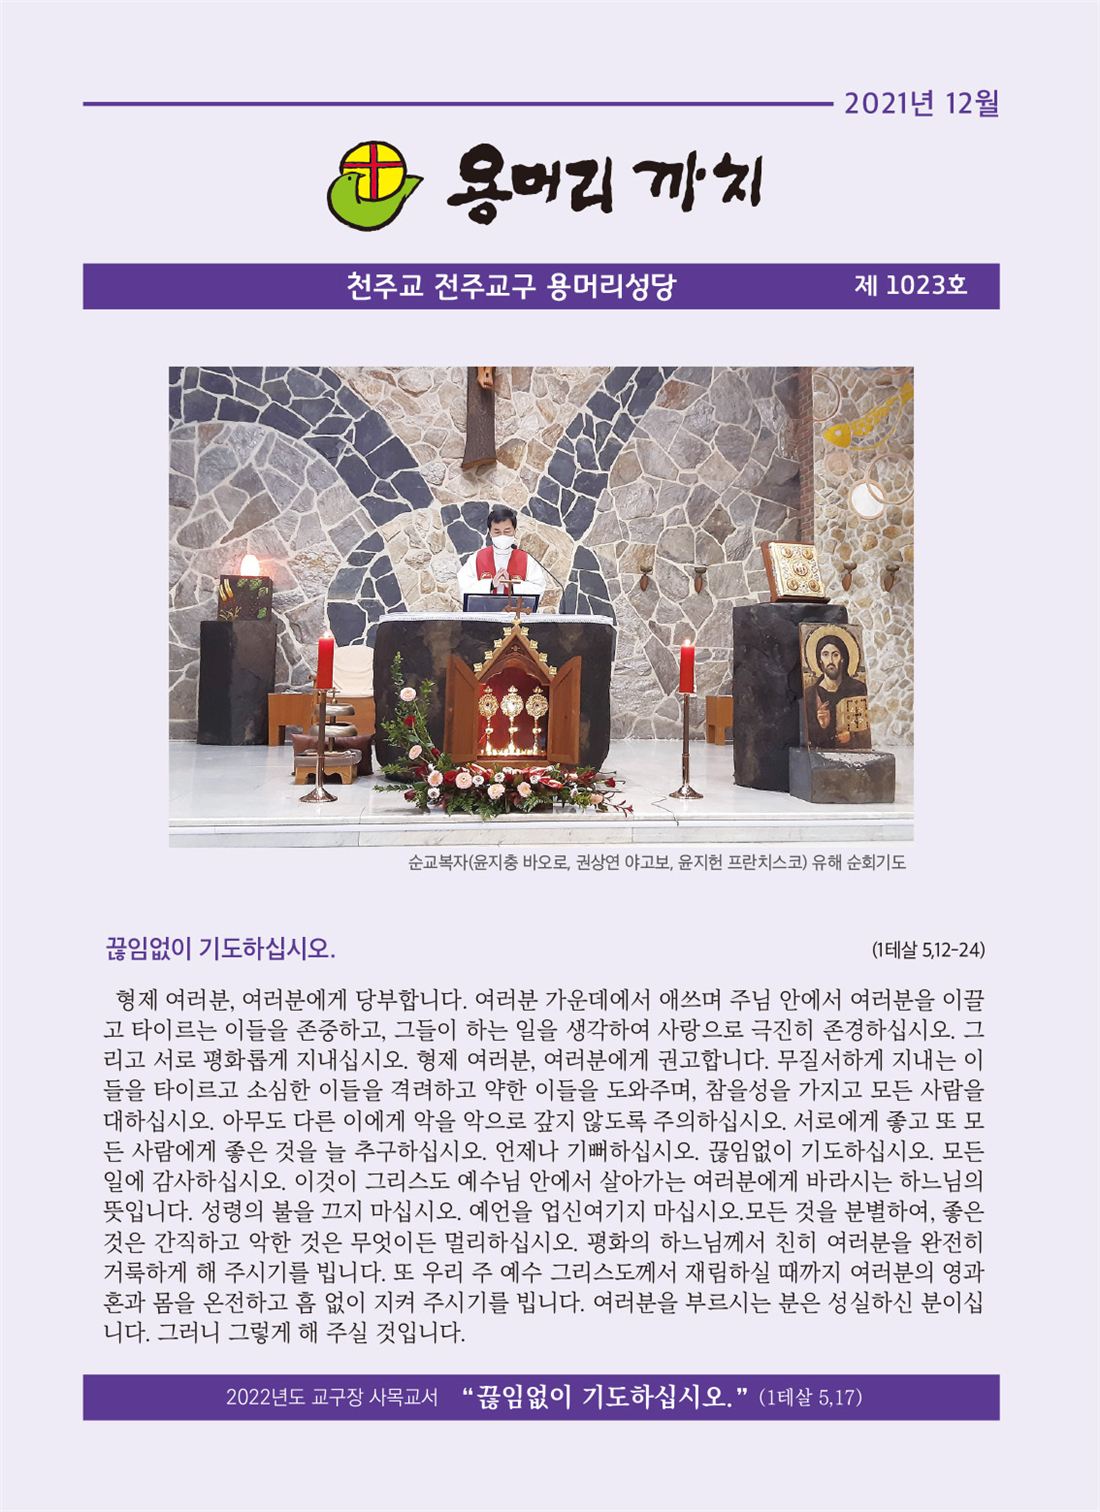 2021년 12월
용머리 까치
천주교 전주교구 용머리성당 제 1023호
순교복자(윤지충 바오로, 권상연 야고보, 윤지헌 프란치스코) 유해 순회기도
끊임없이 기도하십시오. (1테살 5,12-24)
형제 여러분, 여러분에게 당부합니다. 여러분 가운데에서 애쓰며 주님 안에서 여러분을 이끌
고 타이르는 이들을 존중하고, 그들이 하는 일을 생각하여 사랑으로 극진히 존경하십시오. 그
리고 서로 평화롭게 지내십시오. 형제 여러분, 여러분에게 권고합니다. 무질서하게 지내는 이
들을 타이르고 소심한 이들을 격려하고 약한 이들을 도와주며, 참을성을 가지고 모든 사람을
대하십시오. 아무도 다른 이에게 악을 악으로 갚지 않도록 주의하십시오. 서로에게 좋고 또 모
든 사람에게 좋은 것을 늘 추구하십시오. 언제나 기뻐하십시오. 끊임없이 기도하십시오. 모든
일에 감사하십시오. 이것이 그리스도 예수님 안에서 살아가는 여러분에게 바라시는 하느님의
뜻입니다. 성령의 불을 끄지 마십시오. 예언을 업신여기지 마십시오.모든 것을 분별하여, 좋은
것은 간직하고 악한 것은 무엇이든 멀리하십시오. 평화의 하느님께서 친히 여러분을 완전히
거룩하게 해 주시기를 빕니다. 또 우리 주 예수 그리스도께서 재림하실 때까지 여러분의 영과
혼과 몸을 온전하고 흠 없이 지켜 주시기를 빕니다. 여러분을 부르시는 분은 성실하신 분이십
니다. 그러니 그렇게 해 주실 것입니다.
2022년도 교구장 사목교서 “끊임없이 기도하십시오.” (1테살 5,17)